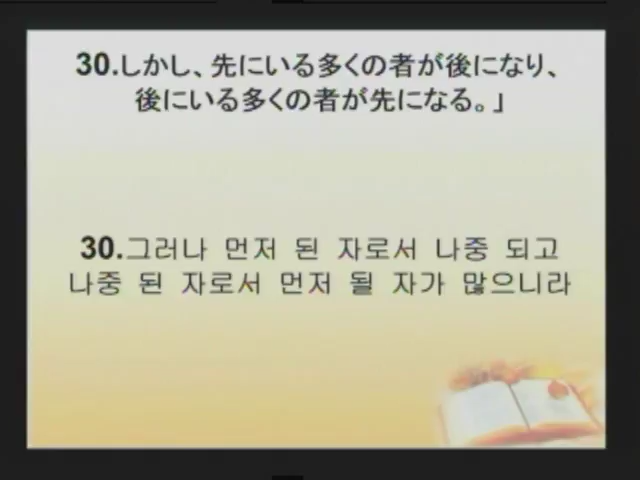 30.しかし、先にいる多くの者が後になり、
後にいる多くの者が先になる。」
30.그러나 먼저 된 자로서 나중 되고
나중 된 자로서 먼저 될 자가 많으니라